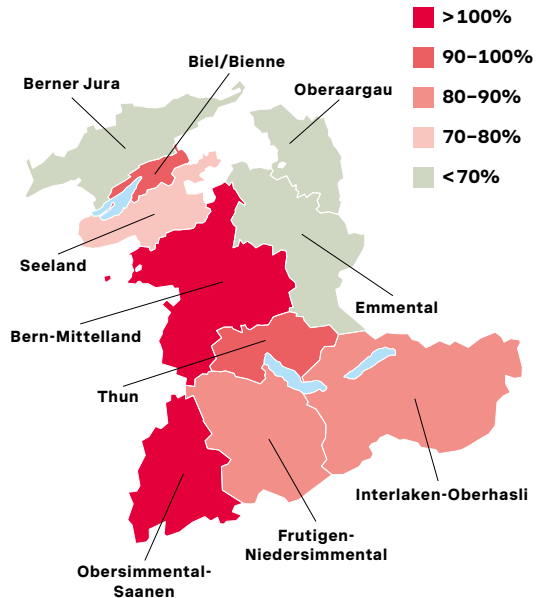 >100%
90–100%
80–90%
70–80%
<70%
Biel/Bienne
Berner Jura
Oberaargau
Seeland
Emmental
Bern-Mittelland
Thun
Interlaken-Oberhasli
Frutigen-
Niedersimmental
Obersimmental-
Saanen